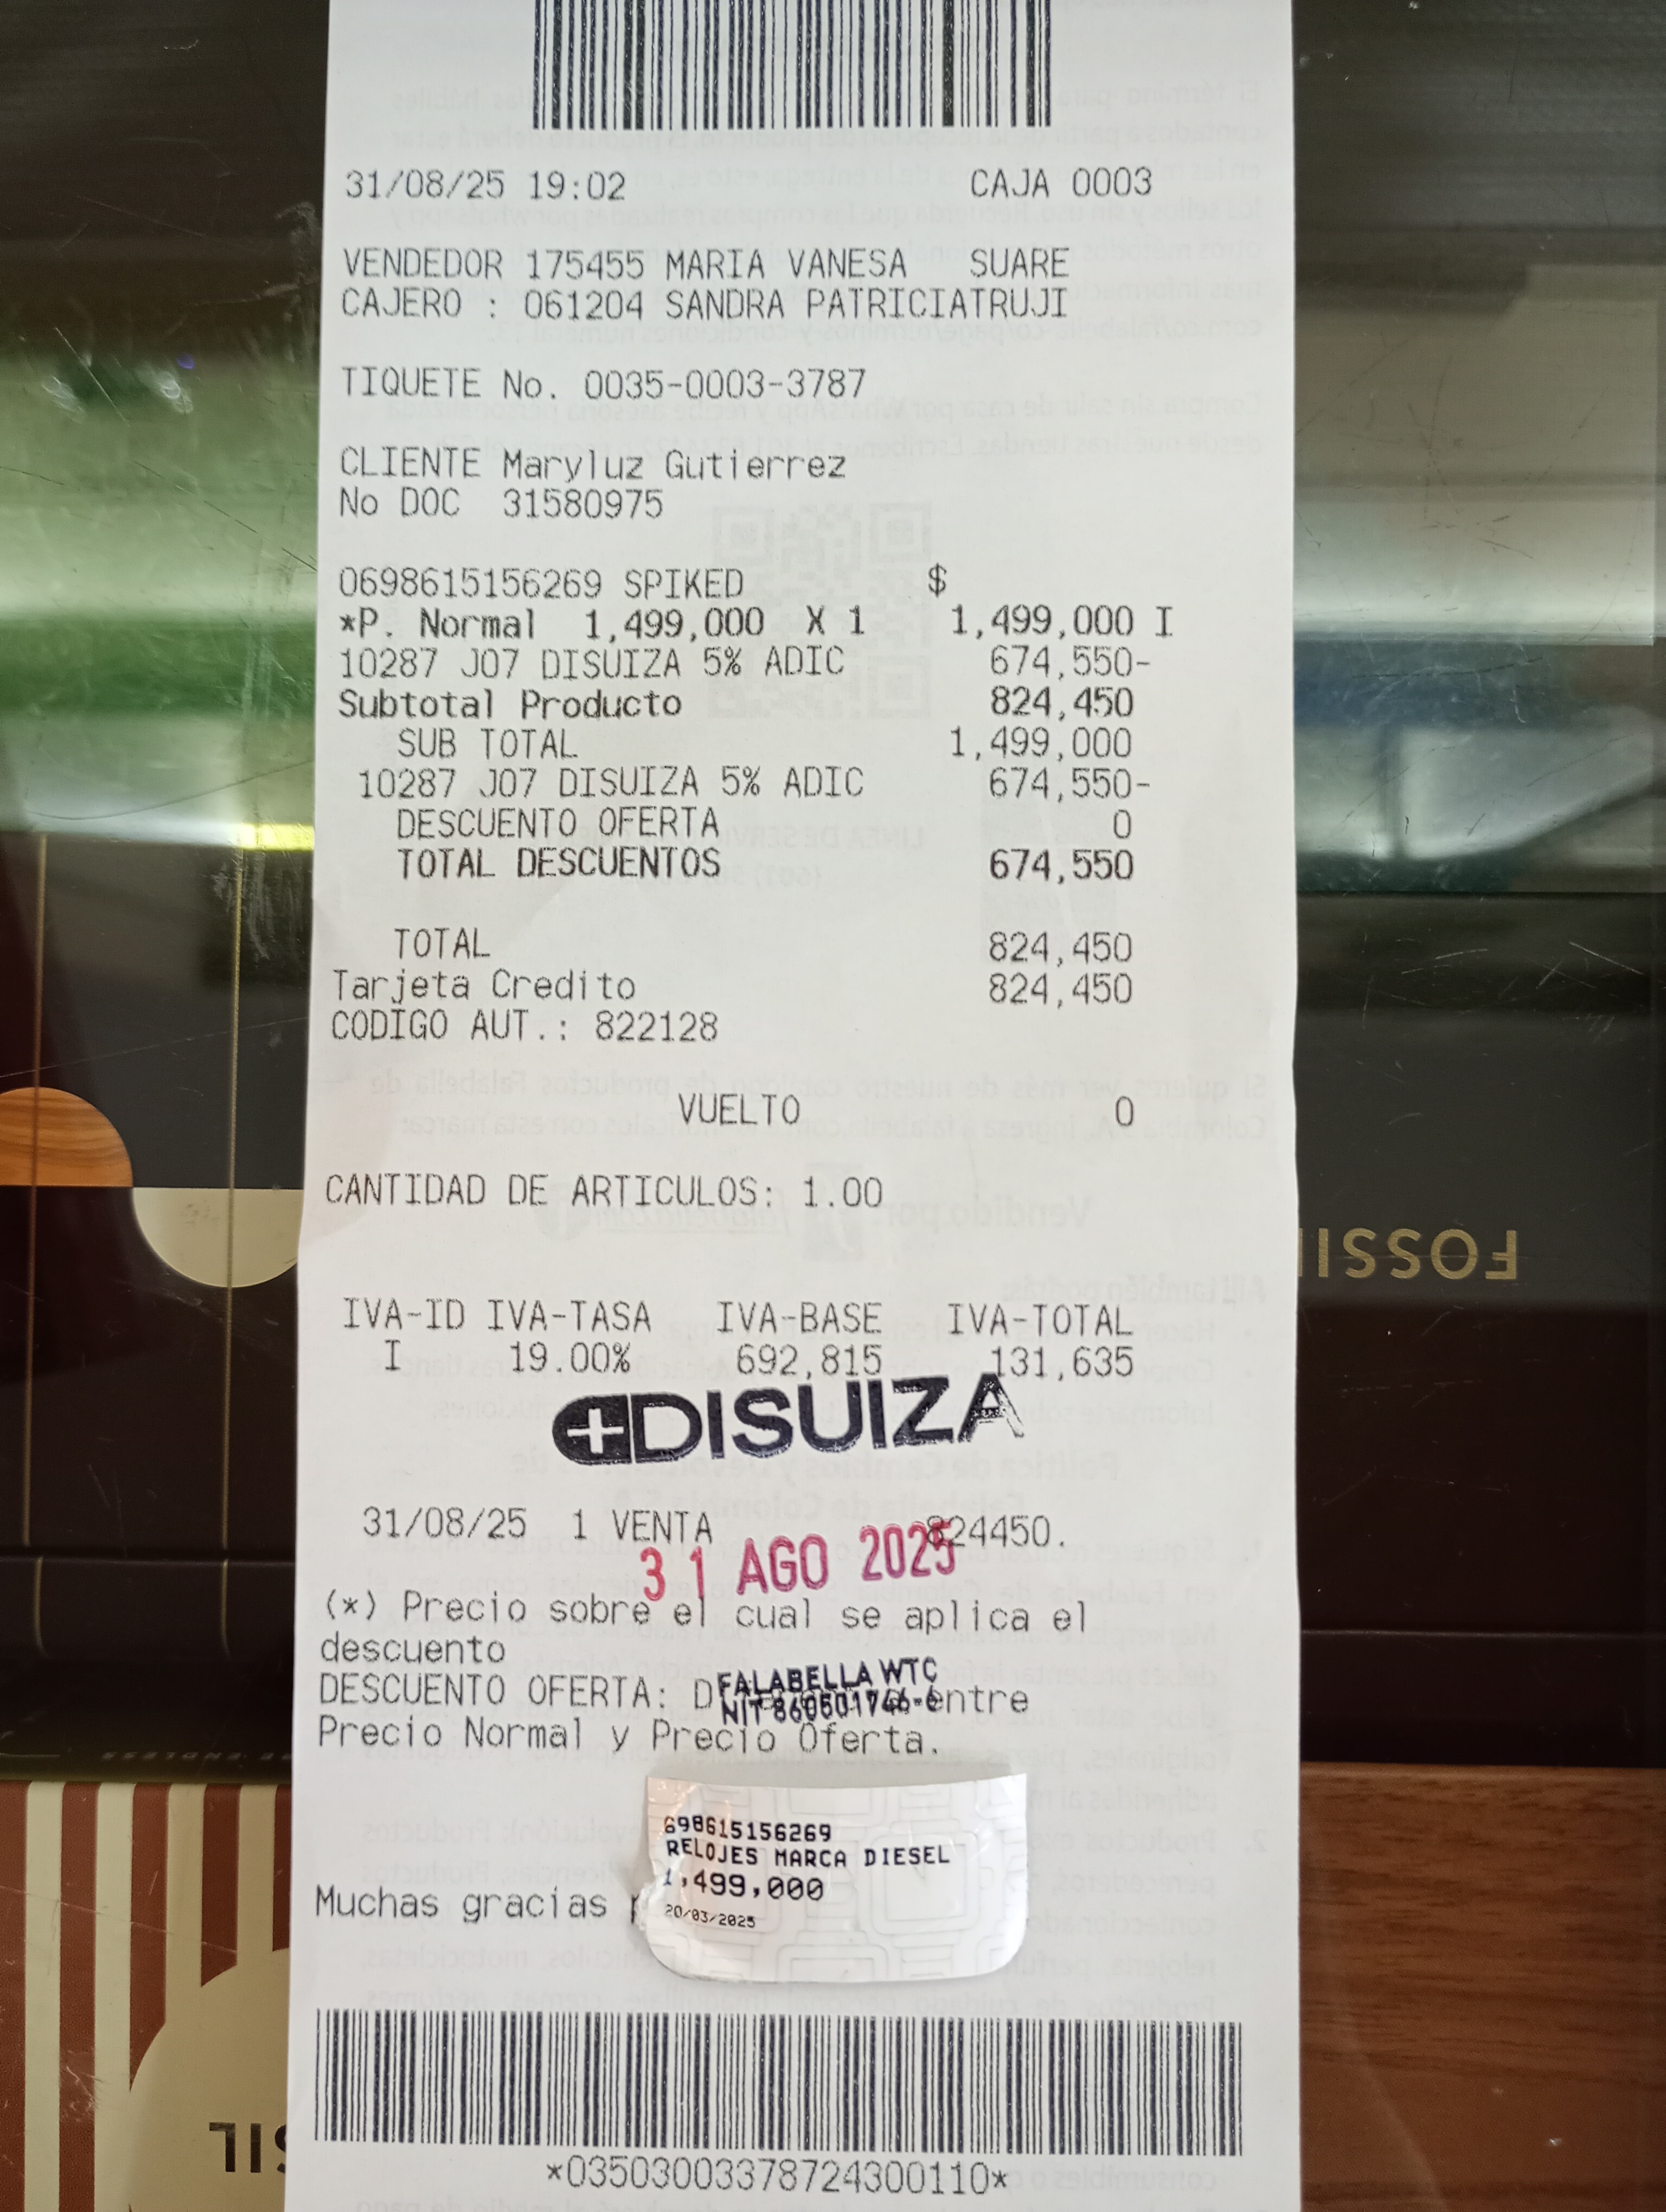 31/08/25 19:02 CAJA 0003
VENDEDOR 175455 MARIA VANESA SUARE
CAJERO : 061204 SANDRA PATRICIATRUJI
TIQUETE No. 0035-0003-3787
CLIENTE Maryluz Gutierrez
No DOC 31580975
0698615156269 SPIKED $
*P. Normal 1,499,000 X 1 1,499,000 I
10287 J07 DISUIZA 5% ADIC 674,550-
Subtotal Producto 824,450
SUB TOTAL 1,499,000
10287 J07 DISUIZA 5% ADIC 674,550-
DESCUENTO OFERTA 0
TOTAL DESCUENTOS 674,550
TOTAL 824,450
Tarjeta Credito 824,450
CODIGO AUT.: 822128
VUELTO 0
CANTIDAD DE ARTICULOS: 1.00
FOSSIL
IVA-ID IVA-TASA IVA-BASE IVA-TOTAL
I 19.00% 692,815 131,635
DISUIZA
31/08/25 1 VENTA 824450.
31 AGO 2025
(*) Precio sobre el cual se aplica el
descuento
FALABELLA WTC
DESCUENTO OFERTA: entre
NIT 860501746-6
Precio Normal y Precio Oferta.
698615156269
RELOJES MARCA DIESEL
1,499,000
Muchas gracias
20/03/2025
*035030033787243001​10*